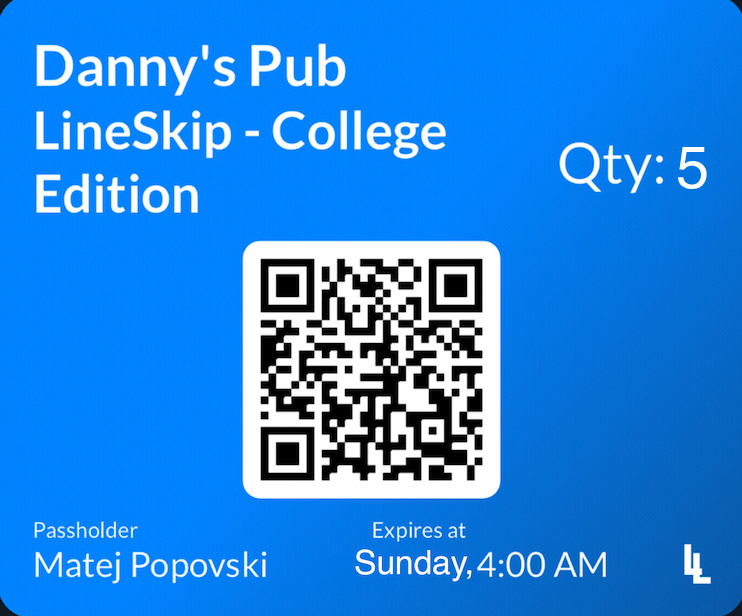 Danny's Pub
LineSkip - College
Edition
Qty: 5
Passholder
Matej Popovski
Expires at
Sunday, 4:00 AM